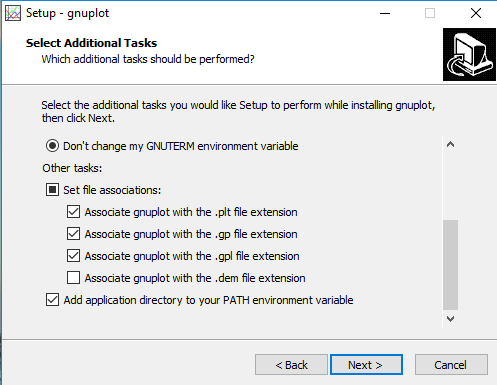 Setup - gnuplot
Select Additional Tasks
Which additional tasks should be performed?
Select the additional tasks you would like Setup to perform while installing gnuplot,
then click Next.
Don't change my GNUTERM environment variable
Other tasks:
Set file associations:
Associate gnuplot with the .plt file extension
Associate gnuplot with the .gp file extension
Associate gnuplot with the .gpl file extension
Associate gnuplot with the .dem file extension
Add application directory to your PATH environment variable
< Back
Next >
Cancel